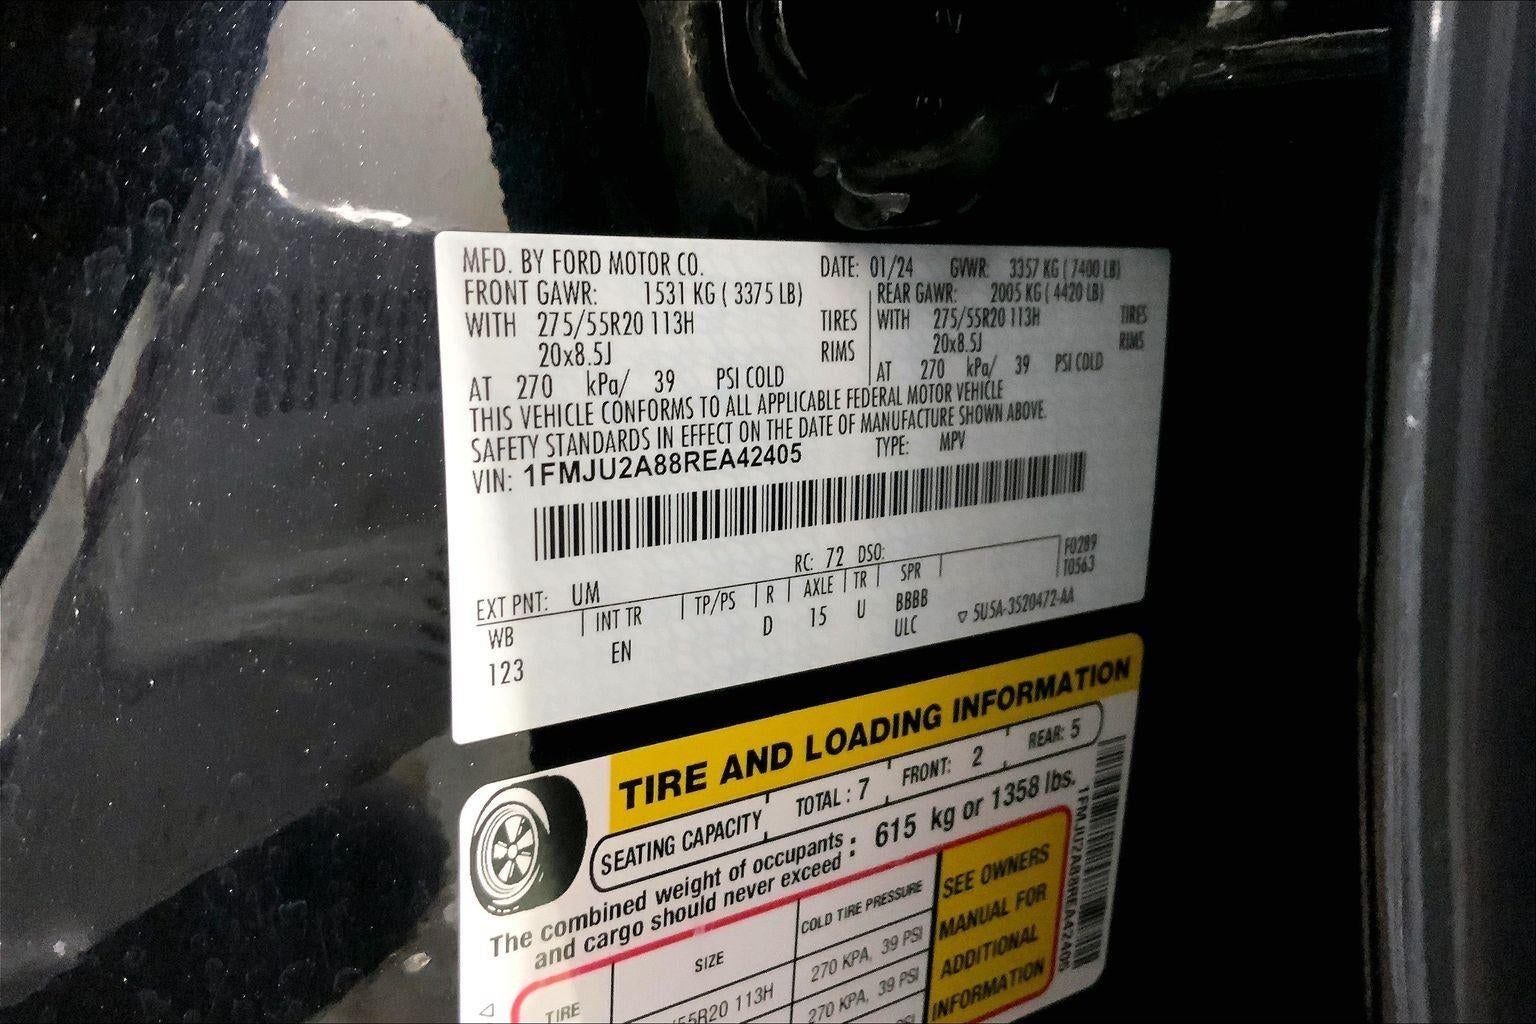 MFD. BY FORD MOTOR CO. DATE: 01/24 GVWR: 3357 KG ( 7400 LB)
FRONT GAWR: 1531 KG ( 3375 LB) REAR GAWR: 2005 KG ( 4420 LB)
WITH 275/55R20 113H TIRES WITH 275/55R20 113H TIRES
20x8.5J RIMS 20x8.5J RIMS
AT 270 kPa/ 39 PSI COLD AT 270 kPa/ 39 PSI COLD
THIS VEHICLE CONFORMS TO ALL APPLICABLE FEDERAL MOTOR VEHICLE
SAFETY STANDARDS IN EFFECT ON THE DATE OF MANUFACTURE SHOWN ABOVE.
VIN: 1FMJU2A88REA42405 TYPE: MPV
RC: 72 DSO: F0289
T0563
EXT PNT: UM
WB INT TR TP/PS R AXLE TR SPR
123 EN D 15 U BBBB
ULC ▽ 5U5A-3520472-AA
TIRE AND LOADING INFORMATION
SEATING CAPACITY TOTAL : 7 FRONT: 2 REAR: 5
The combined weight of occupants and cargo should never exceed : 615 kg or 1358 lbs.
TIRE SIZE COLD TIRE PRESSURE
55R20 113H 270 KPA, 39 PSI
270 KPA, 39 PSI
PSI
SEE OWNERS
MANUAL FOR
ADDITIONAL
INFORMATION
1FMJU2A88REA42405